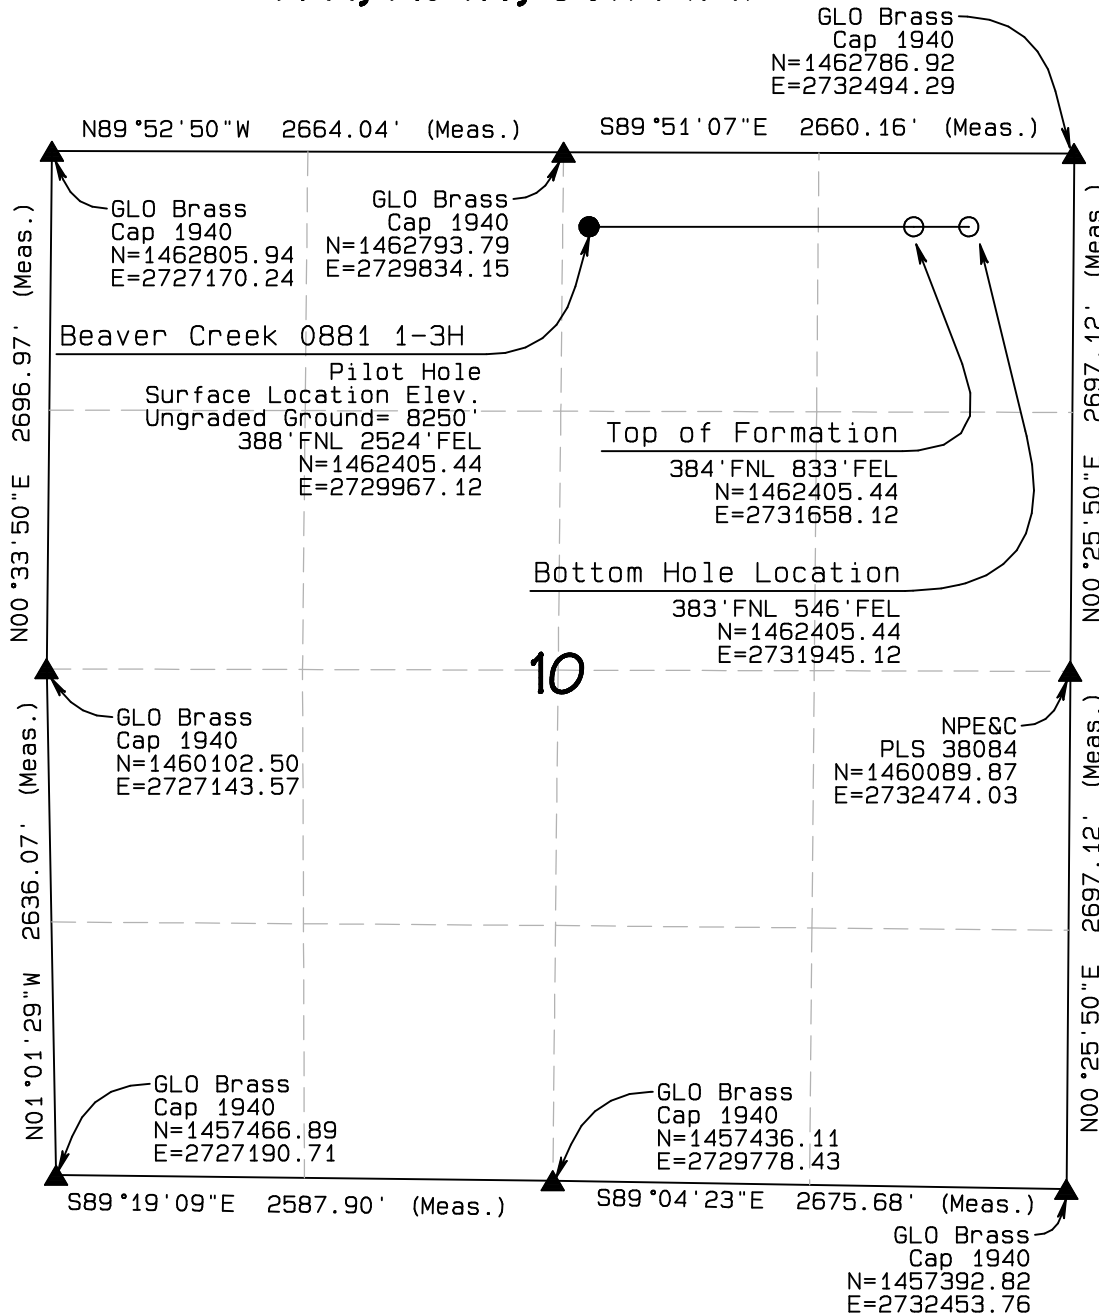 GLO Brass
Cap 1940
N=1462786.92
E=2732494.29
N89°52'50"W 2664.04' (Meas.)
S89°51'07"E 2660.16' (Meas.)
GLO Brass
Cap 1940
N=1462805.94
E=2727170.24
GLO Brass
Cap 1940
N=1462793.79
E=2729834.15
Beaver Creek 0881 1-3H
Pilot Hole
Surface Location Elev.
Ungraded Ground= 8250'
388'FNL 2524'FEL
N=1462405.44
E=2729967.12
Top of Formation
384'FNL 833'FEL
N=1462405.44
E=2731658.12
Bottom Hole Location
383'FNL 546'FEL
N=1462405.44
E=2731945.12
N00°33'50"E 2696.97' (Meas.)
N00°25'50"E 2697.12' (Meas.)
10
GLO Brass
Cap 1940
N=1460102.50
E=2727143.57
NPE&C
PLS 38084
N=1460089.87
E=2732474.03
N01°01'29"W 2636.07' (Meas.)
N00°25'50"E 2697.12' (Meas.)
GLO Brass
Cap 1940
N=1457466.89
E=2727190.71
GLO Brass
Cap 1940
N=1457436.11
E=2729778.43
S89°19'09"E 2587.90' (Meas.)
S89°04'23"E 2675.68' (Meas.)
GLO Brass
Cap 1940
N=1457392.82
E=2732453.76